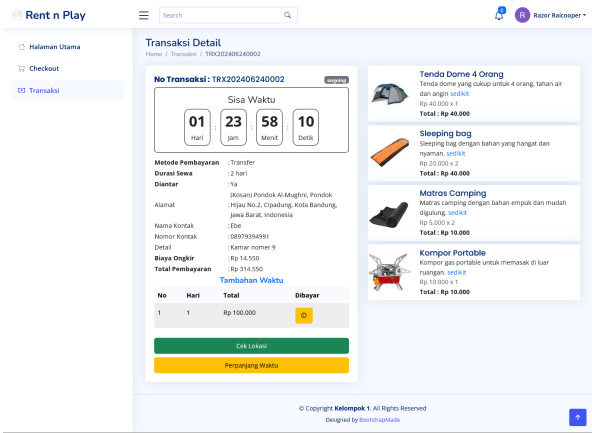 Rent n Play
Search
6
R
Razor Raicooper
Halaman Utama
Checkout
Transaksi
Transaksi Detail
Home / Transaksi / TRX202406240002
No Transaksi : TRX202406240002
ongoing
Sisa Waktu
01 : 23 : 58 : 10
Hari Jam Menit Detik
Metode Pembayaran : Transfer
Durasi Sewa : 2 hari
Diantar : Ya
(Kosan) Pondok Al-Mughni, Pondok
Alamat : Hijau No.2, Cipadung, Kota Bandung,
Jawa Barat, Indonesia
Nama Kontak : Ebe
Nomor Kontak : 08979394991
Detail : Kamar nomer 9
Biaya Ongkir : Rp 14.550
Total Pembayaran : Rp 314.550
Tambahan Waktu
No Hari Total Dibayar
1 1 Rp 100.000
Cek Lokasi
Perpanjang Waktu
Tenda Dome 4 Orang
Tenda dome yang cukup untuk 4 orang, tahan air
dan angin sedikit
Rp 40.000 x 1
Total : Rp 40.000
Sleeping bag
Sleeping bag dengan bahan yang hangat dan
nyaman. sedikit
Rp 20.000 x 2
Total : Rp 40.000
Matras Camping
Matras camping dengan bahan empuk dan mudah
digulung. sedikit
Rp 5.000 x 2
Total : Rp 10.000
Kompor Portable
Kompor gas portable untuk memasak di luar
ruangan. sedikit
Rp 10.000 x 1
Total : Rp 10.000
© Copyright Kelompok 1. All Rights Reserved
Designed by BootstrapMade